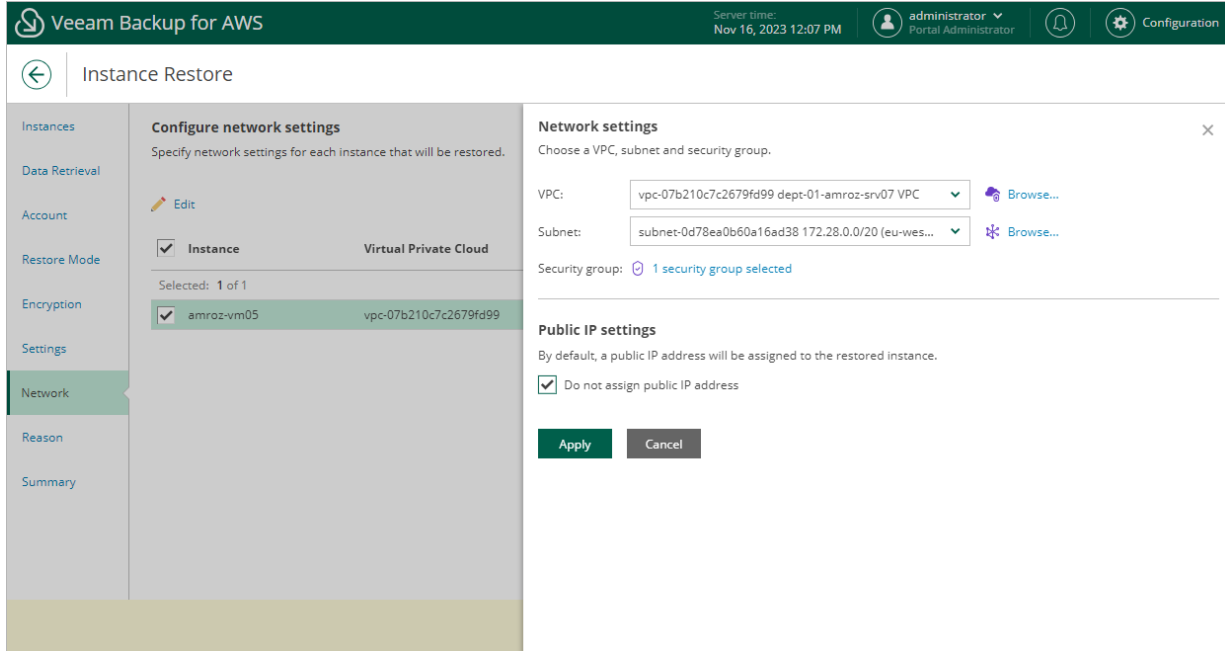 Veeam Backup for AWS
Server time:
Nov 16, 2023 12:07 PM
administrator
Portal Administrator
Configuration
Instance Restore
Instances
Data Retrieval
Account
Restore Mode
Encryption
Settings
Network
Reason
Summary
Configure network settings
Specify network settings for each instance that will be restored.
Edit
Instance Virtual Private Cloud
Selected: 1 of 1
amroz-vm05 vpc-07b210c7c2679fd99
Network settings
Choose a VPC, subnet and security group.
VPC: vpc-07b210c7c2679fd99 dept-01-amroz-srv07 VPC Browse...
Subnet: subnet-0d78ea0b60a16ad38 172.28.0.0/20 (eu-wes... Browse...
Security group: 1 security group selected
Public IP settings
By default, a public IP address will be assigned to the restored instance.
Do not assign public IP address
Apply Cancel